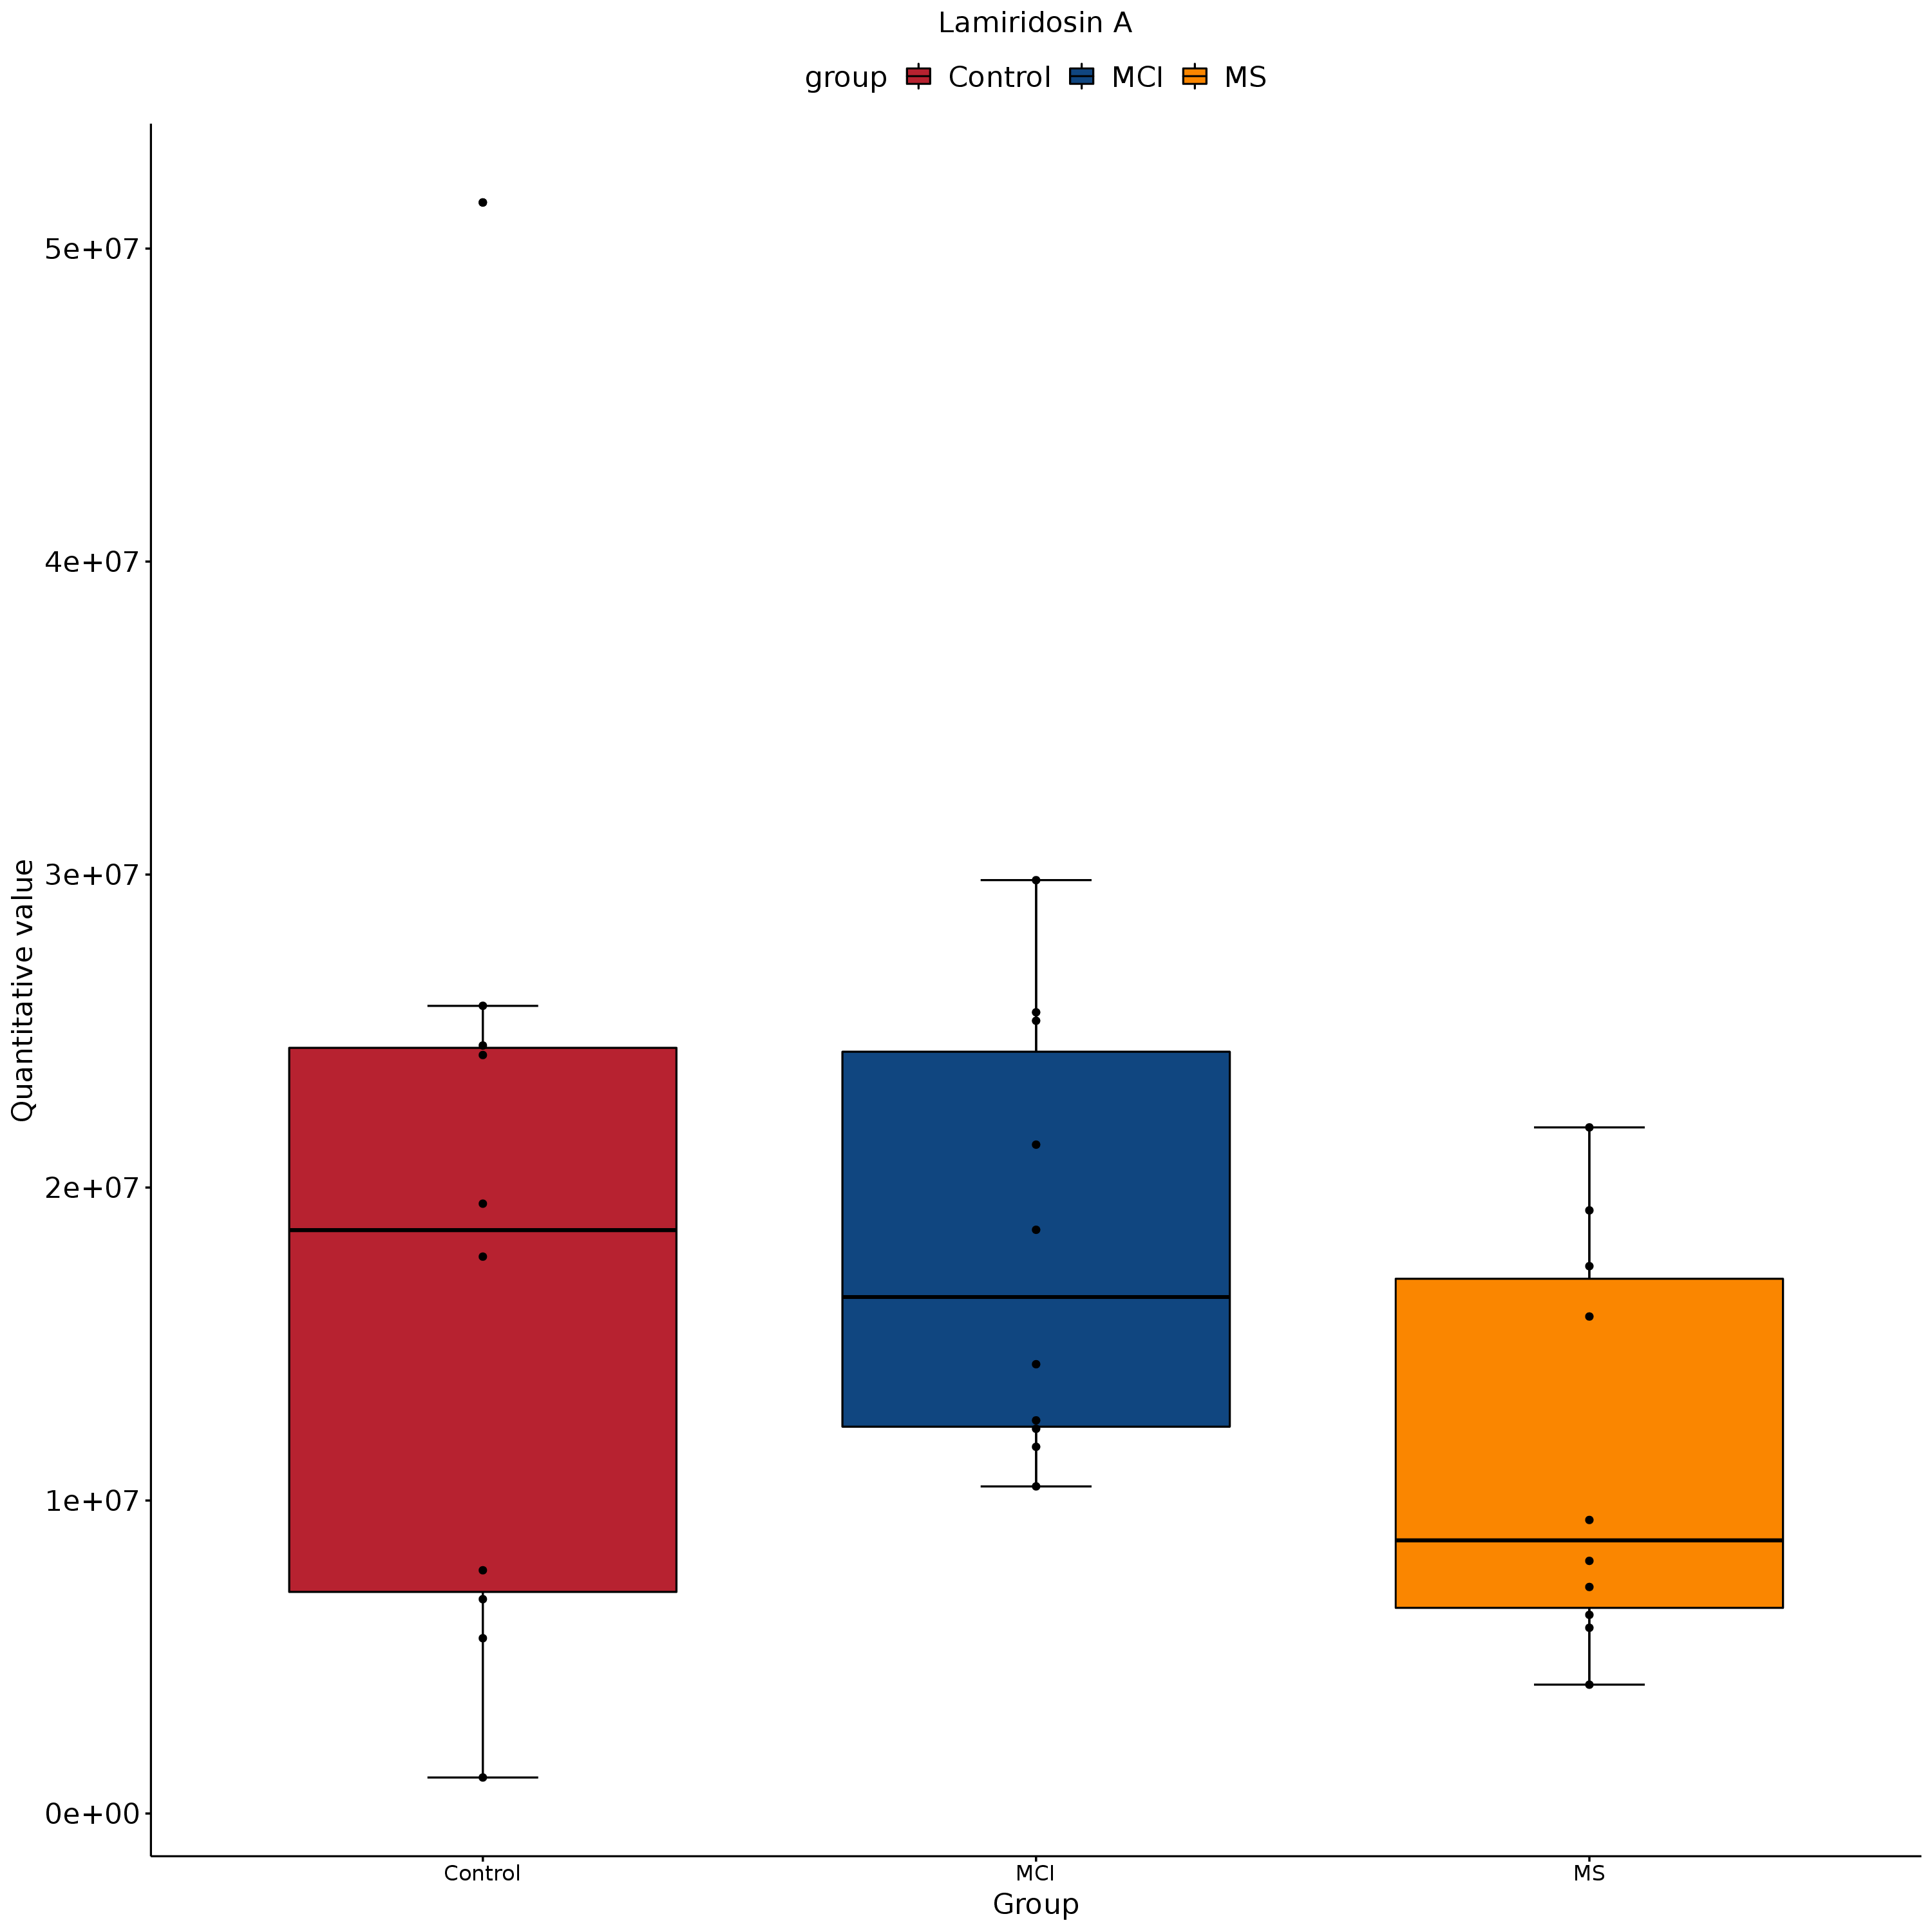 Lamiridosin A
group Control MCI MS
Quantitative value
5e+07
4e+07
3e+07
2e+07
1e+07
0e+00
Control MCI MS
Group